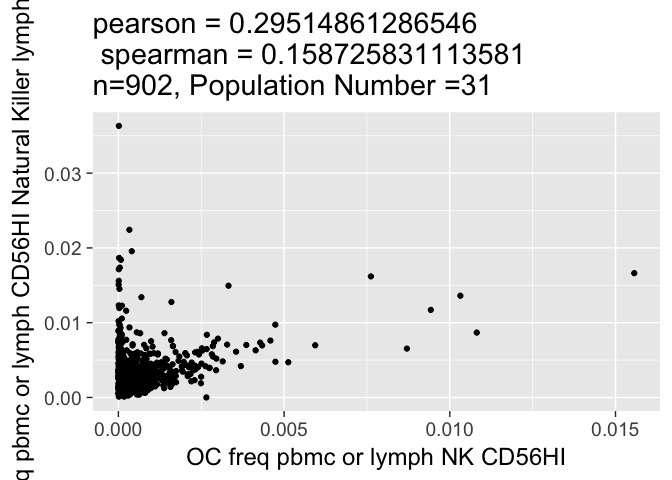 pearson = 0.29514861286546
spearman = 0.158725831113581
n=902, Population Number =31
q pbmc or lymph CD56HI Natural Killer lymph
0.03
0.02
0.01
0.00
0.000 0.005 0.010 0.015
OC freq pbmc or lymph NK CD56HI